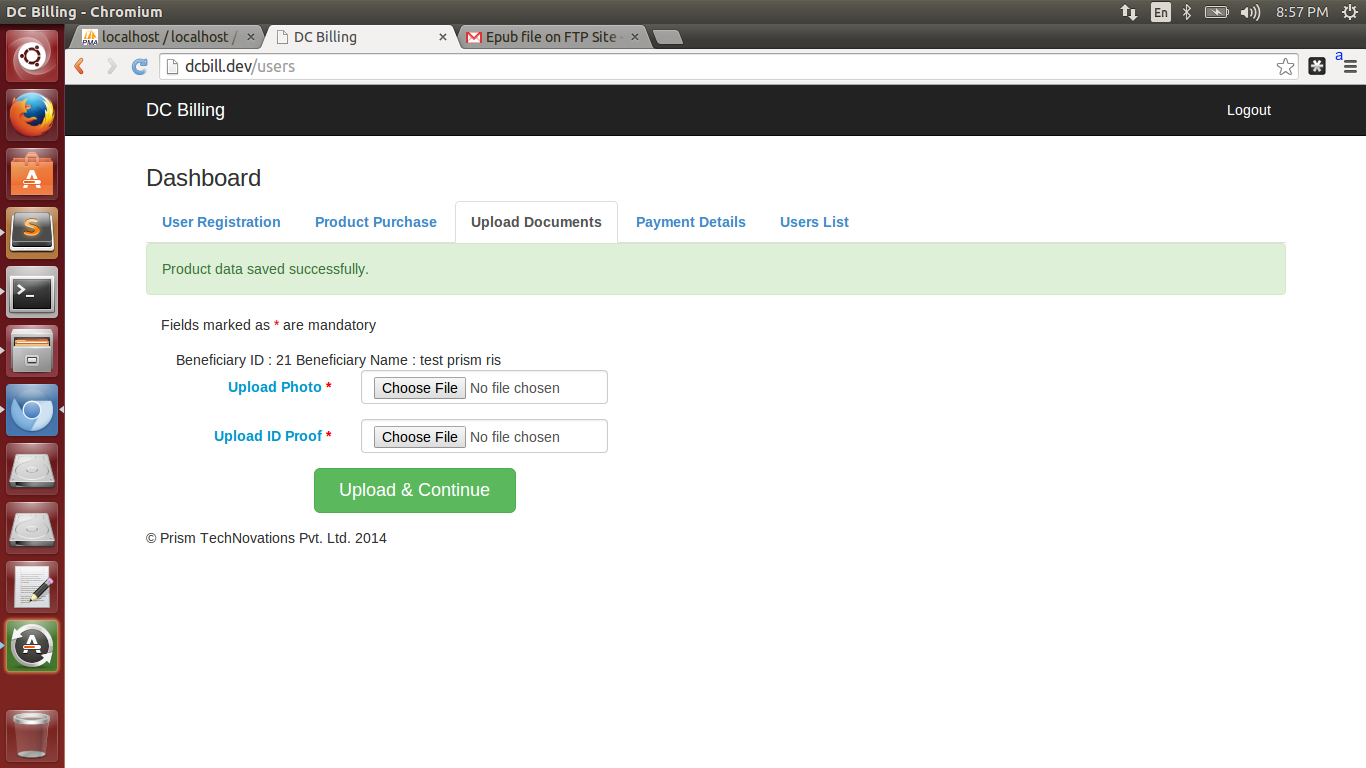 DC Billing - Chromium
En
8:57 PM
PMA localhost / localhost /
DC Billing
Epub file on FTP Site -
dcbill.dev/users
a
DC Billing
Logout
Dashboard
User Registration Product Purchase Upload Documents Payment Details Users List
Product data saved successfully.
Fields marked as * are mandatory
Beneficiary ID : 21 Beneficiary Name : test prism ris
Upload Photo * Choose File No file chosen
Upload ID Proof * Choose File No file chosen
Upload & Continue
© Prism TechNovations Pvt. Ltd. 2014